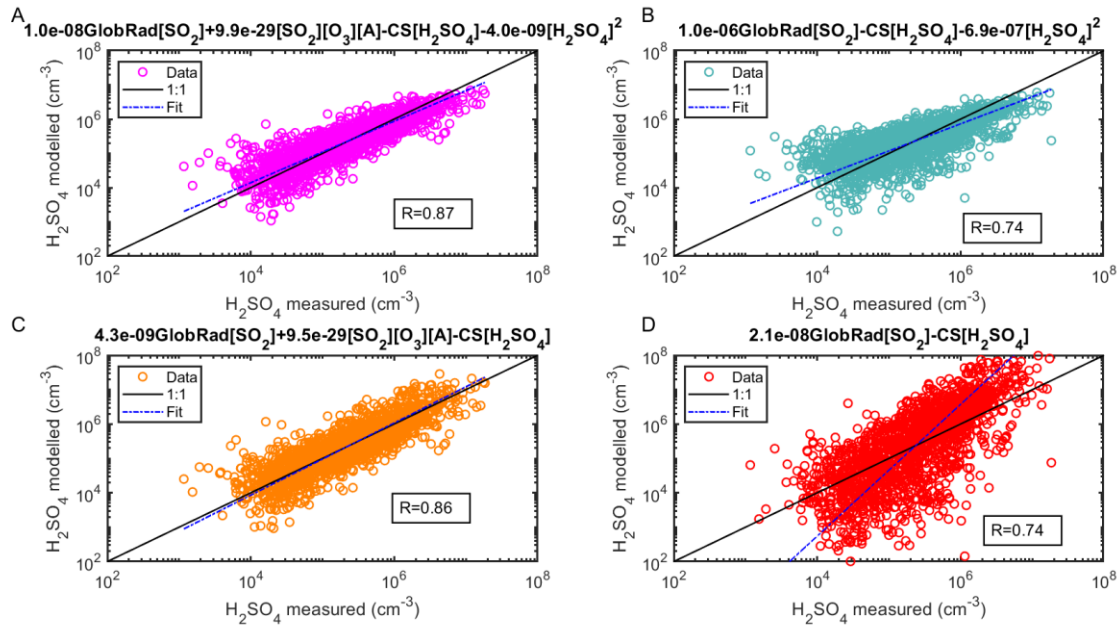 A
1.0e-08GlobRad[SO2]+9.9e-29[SO2][O3][A]-CS[H2SO4]-4.0e-09[H2SO4]2
10^8
10^6
10^4
10^2
H2SO4 modelled (cm-3)
Data
1:1
Fit
R=0.87
10^2 10^4 10^6 10^8
H2SO4 measured (cm-3)
B
1.0e-06GlobRad[SO2]-CS[H2SO4]-6.9e-07[H2SO4]2
10^8
10^6
10^4
10^2
H2SO4 modelled (cm-3)
Data
1:1
Fit
R=0.74
10^2 10^4 10^6 10^8
H2SO4 measured (cm-3)
C
4.3e-09GlobRad[SO2]+9.5e-29[SO2][O3][A]-CS[H2SO4]
10^8
10^6
10^4
10^2
H2SO4 modelled (cm-3)
Data
1:1
Fit
R=0.86
10^2 10^4 10^6 10^8
H2SO4 measured (cm-3)
D
2.1e-08GlobRad[SO2]-CS[H2SO4]
10^8
10^6
10^4
10^2
H2SO4 modelled (cm-3)
Data
1:1
Fit
R=0.74
10^2 10^4 10^6 10^8
H2SO4 measured (cm-3)